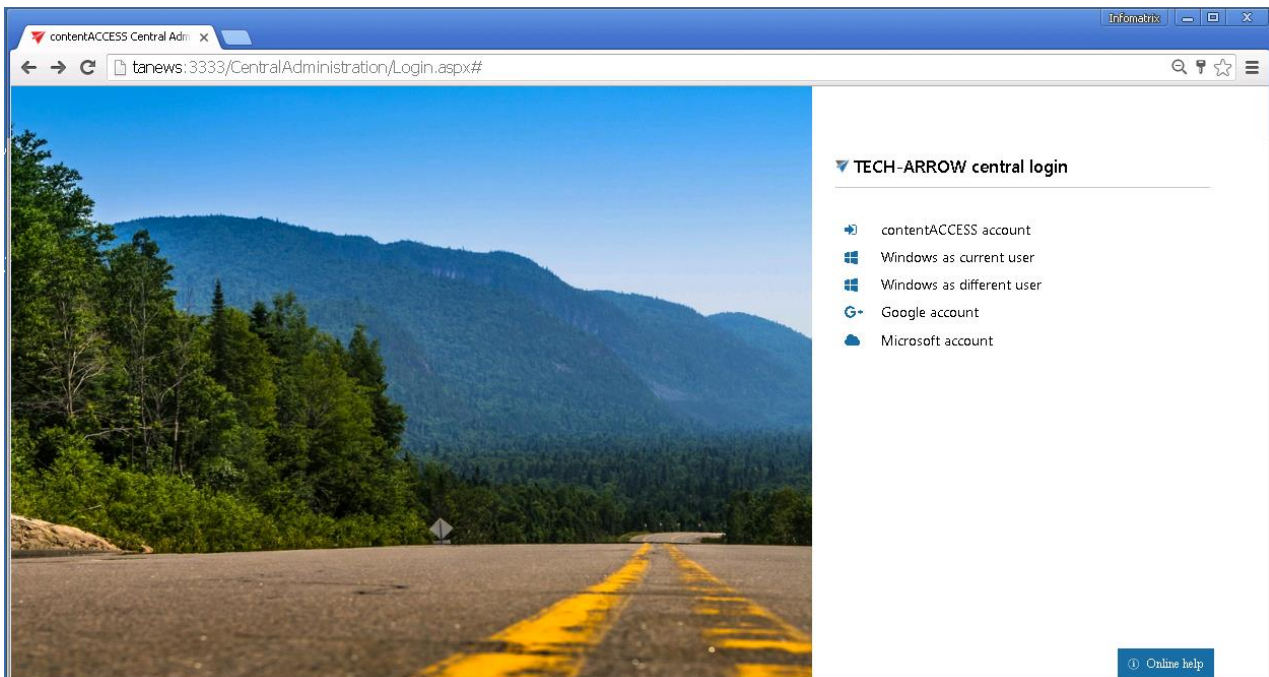 Infomatrix
contentACCESS Central Adm
tanews:3333/CentralAdministration/Login.aspx#
TECH-ARROW central login
contentACCESS account
Windows as current user
Windows as different user
G+ Google account
Microsoft account
Online help